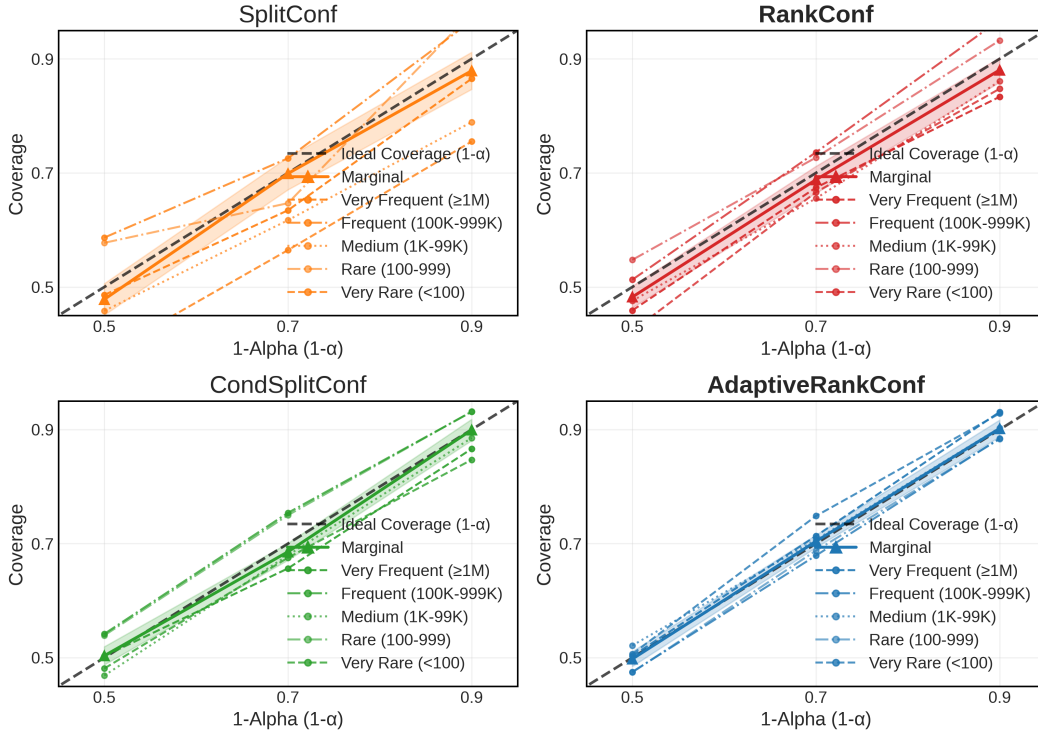 SplitConf
Coverage
0.9
0.7
0.5
Ideal Coverage (1-α)
Marginal
Very Frequent (≥1M)
Frequent (100K-999K)
Medium (1K-99K)
Rare (100-999)
Very Rare (<100)
0.5 0.7 0.9
1-Alpha (1-α)
RankConf
Coverage
0.9
0.7
0.5
Ideal Coverage (1-α)
Marginal
Very Frequent (≥1M)
Frequent (100K-999K)
Medium (1K-99K)
Rare (100-999)
Very Rare (<100)
0.5 0.7 0.9
1-Alpha (1-α)
CondSplitConf
Coverage
0.9
0.7
0.5
Ideal Coverage (1-α)
Marginal
Very Frequent (≥1M)
Frequent (100K-999K)
Medium (1K-99K)
Rare (100-999)
Very Rare (<100)
0.5 0.7 0.9
1-Alpha (1-α)
AdaptiveRankConf
Coverage
0.9
0.7
0.5
Ideal Coverage (1-α)
Marginal
Very Frequent (≥1M)
Frequent (100K-999K)
Medium (1K-99K)
Rare (100-999)
Very Rare (<100)
0.5 0.7 0.9
1-Alpha (1-α)